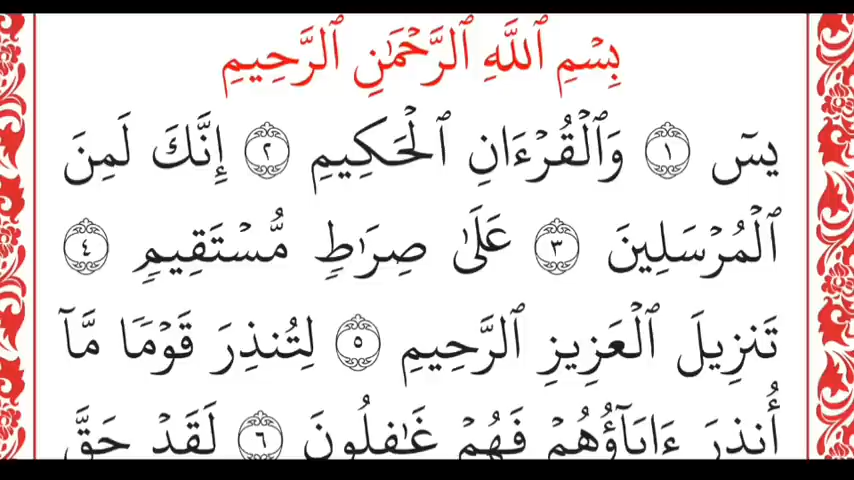 بِسْمِ ٱللَّهِ ٱلرَّحْمَٰنِ ٱلرَّحِيمِ
يسٓ ١ وَٱلْقُرْءَانِ ٱلْحَكِيمِ ٢ إِنَّكَ لَمِنَ
ٱلْمُرْسَلِينَ ٣ عَلَىٰ صِرَٰطٍ مُّسْتَقِيمٍ ٤
تَنزِيلَ ٱلْعَزِيزِ ٱلرَّحِيمِ ٥ لِتُنذِرَ قَوْمًا مَّآ
أُنذِرَ ءَابَآؤُهُمْ فَهُمْ غَٰفِلُونَ ٦ لَقَدْ حَقَّ